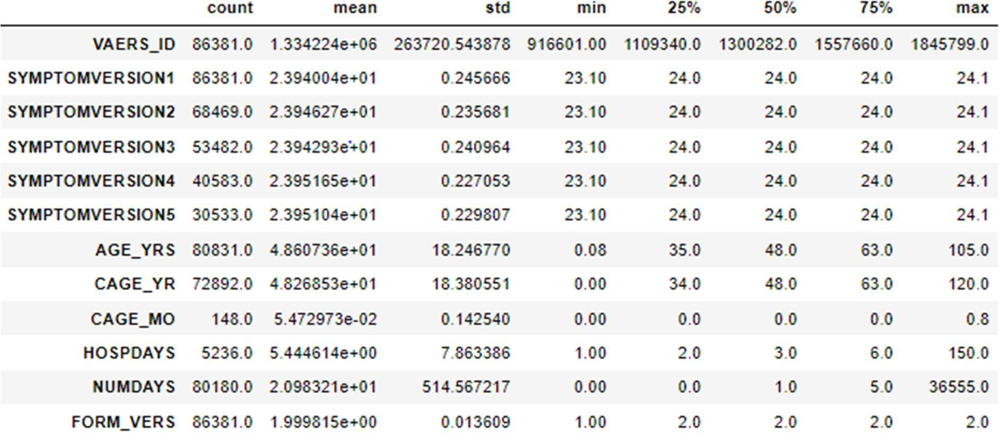 count mean std min 25% 50% 75% max
VAERS_ID 86381.0 1.334224e+06 263720.543878 916601.00 1109340.0 1300282.0 1557660.0 1845799.0
SYMPTOMVERSION1 86381.0 2.394004e+01 0.245666 23.10 24.0 24.0 24.0 24.1
SYMPTOMVERSION2 68469.0 2.394627e+01 0.235681 23.10 24.0 24.0 24.0 24.1
SYMPTOMVERSION3 53482.0 2.394293e+01 0.240964 23.10 24.0 24.0 24.0 24.1
SYMPTOMVERSION4 40583.0 2.395165e+01 0.227053 23.10 24.0 24.0 24.0 24.1
SYMPTOMVERSION5 30533.0 2.395104e+01 0.229807 23.10 24.0 24.0 24.0 24.1
AGE_YRS 80831.0 4.860736e+01 18.246770 0.08 35.0 48.0 63.0 105.0
CAGE_YR 72892.0 4.826853e+01 18.380551 0.00 34.0 48.0 63.0 120.0
CAGE_MO 148.0 5.472973e-02 0.142540 0.00 0.0 0.0 0.0 0.8
HOSPDAYS 5236.0 5.444614e+00 7.863386 1.00 2.0 3.0 6.0 150.0
NUMDAYS 80180.0 2.098321e+01 514.567217 0.00 0.0 1.0 5.0 36555.0
FORM_VERS 86381.0 1.999815e+00 0.013609 1.00 2.0 2.0 2.0 2.0